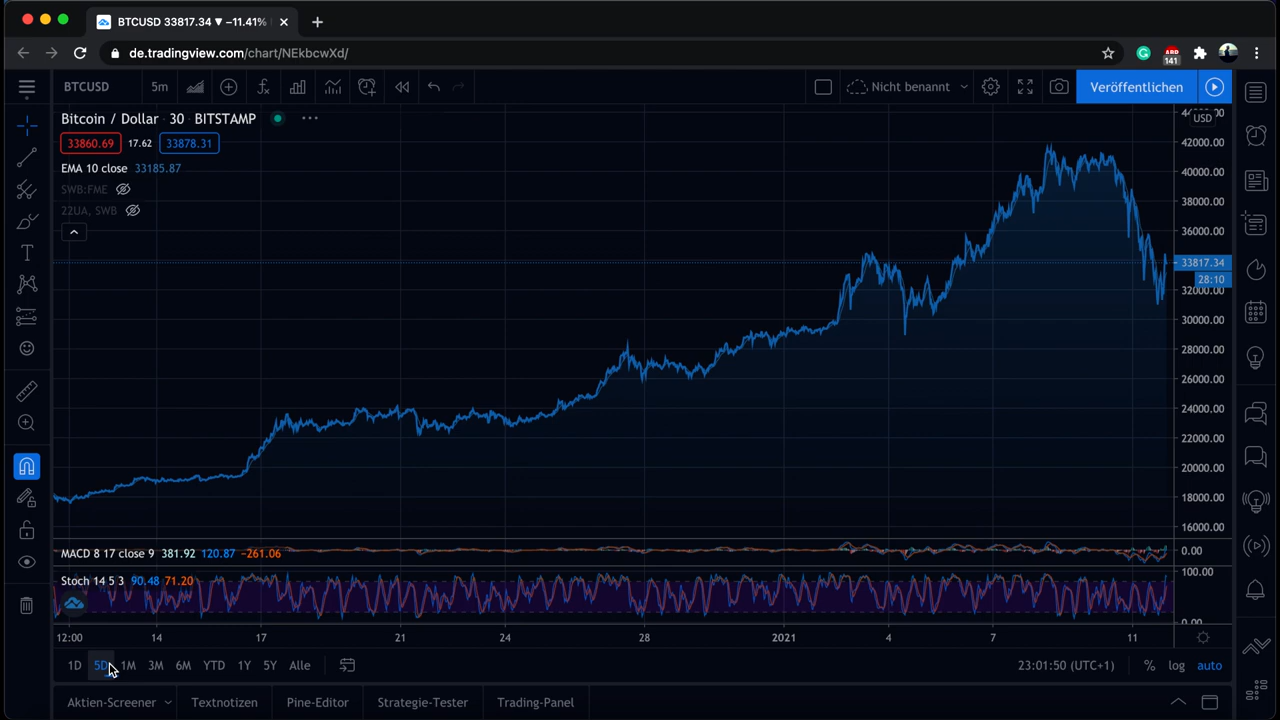 BTCUSD 33817.34 ▼ −11.41%
de.tradingview.com/chart/NEkbcwXd/
ABP
141
BTCUSD 5m
Nicht benannt
Veröffentlichen
Bitcoin / Dollar · 30 · BITSTAMP
33860.69 17.62 33878.31
EMA 10 close 33185.87
SWB:FME
22UA, SWB
USD
42000.00
40000.00
38000.00
36000.00
33817.34
28:10
32000.00
30000.00
28000.00
26000.00
24000.00
22000.00
20000.00
18000.00
16000.00
MACD 8 17 close 9 381.92 120.87 −261.06
0.00
Stoch 14 5 3 90.48 71.20
100.00
0.00
12:00 14 17 21 24 28 2021 4 7 11
1D 5D 1M 3M 6M YTD 1Y 5Y Alle
23:01:50 (UTC+1) % log auto
Aktien-Screener Textnotizen Pine-Editor Strategie-Tester Trading-Panel